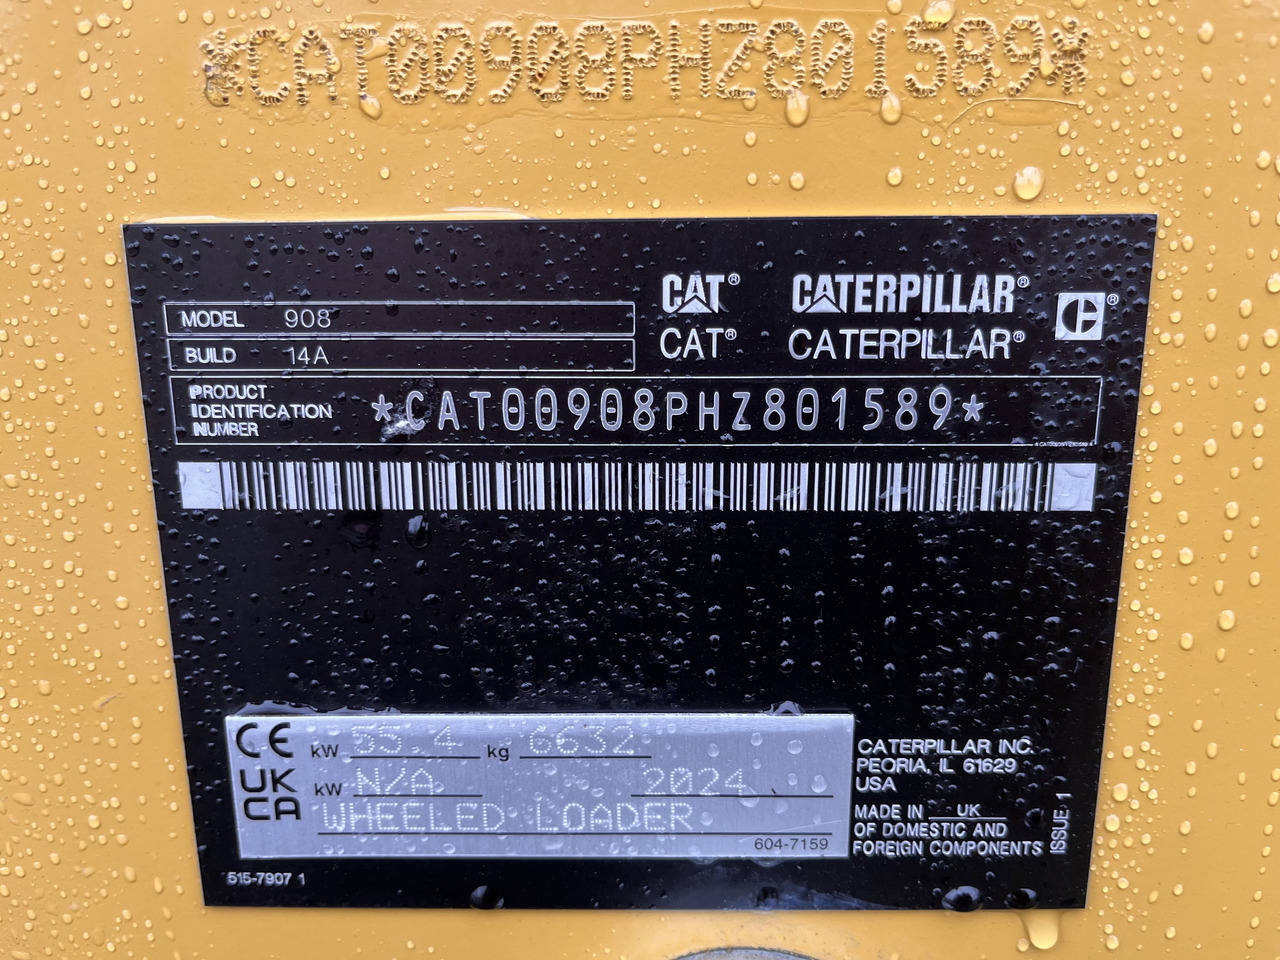 *CAT00908PHZ801589*
CAT® CATERPILLAR® C®
CAT® CATERPILLAR®
MODEL 908
BUILD 14A
PRODUCT IDENTIFICATION NUMBER *CAT00908PHZ801589*
*CAT00908PHZ801589*
CE kW 55.4 kg 6632
UKCA kW N/A 2024
WHEELED LOADER
604-7159
CATERPILLAR INC.
PEORIA, IL 61629
USA
MADE IN UK
OF DOMESTIC AND
FOREIGN COMPONENTS
ISSUE 1
515-7907 1